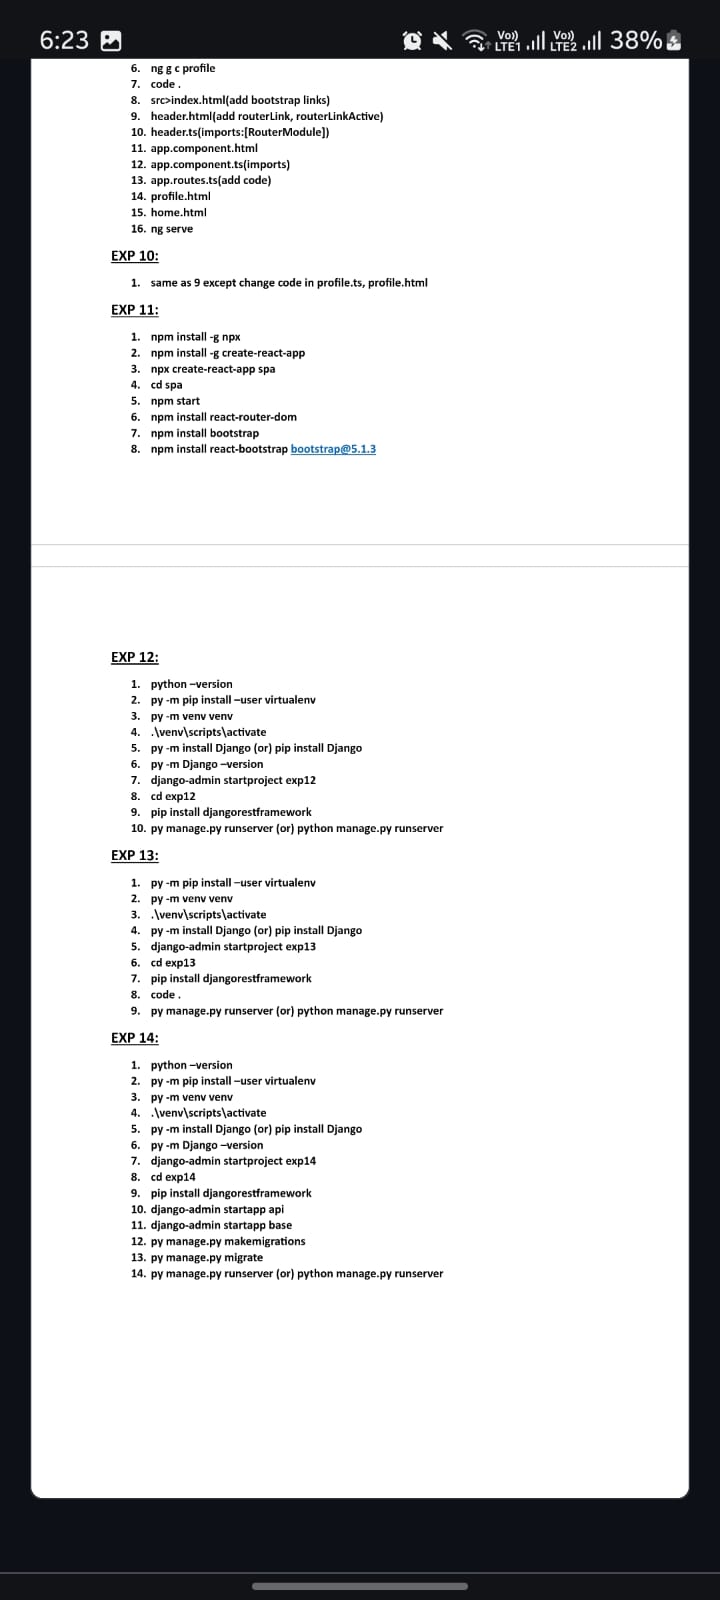 6:23
Vo)) LTE1 Vo)) LTE2 38%
6. ng g c profile
7. code .
8. src>index.html(add bootstrap links)
9. header.html(add routerLink, routerLinkActive)
10. header.ts(imports:[RouterModule])
11. app.component.html
12. app.component.ts(imports)
13. app.routes.ts(add code)
14. profile.html
15. home.html
16. ng serve
EXP 10:
1. same as 9 except change code in profile.ts, profile.html
EXP 11:
1. npm install -g npx
2. npm install -g create-react-app
3. npx create-react-app spa
4. cd spa
5. npm start
6. npm install react-router-dom
7. npm install bootstrap
8. npm install react-bootstrap bootstrap@5.1.3
EXP 12:
1. python –version
2. py -m pip install –user virtualenv
3. py -m venv venv
4. .\venv\scripts\activate
5. py -m install Django (or) pip install Django
6. py -m Django –version
7. django-admin startproject exp12
8. cd exp12
9. pip install djangorestframework
10. py manage.py runserver (or) python manage.py runserver
EXP 13:
1. py -m pip install –user virtualenv
2. py -m venv venv
3. .\venv\scripts\activate
4. py -m install Django (or) pip install Django
5. django-admin startproject exp13
6. cd exp13
7. pip install djangorestframework
8. code .
9. py manage.py runserver (or) python manage.py runserver
EXP 14:
1. python –version
2. py -m pip install –user virtualenv
3. py -m venv venv
4. .\venv\scripts\activate
5. py -m install Django (or) pip install Django
6. py -m Django –version
7. django-admin startproject exp14
8. cd exp14
9. pip install djangorestframework
10. django-admin startapp api
11. django-admin startapp base
12. py manage.py makemigrations
13. py manage.py migrate
14. py manage.py runserver (or) python manage.py runserver